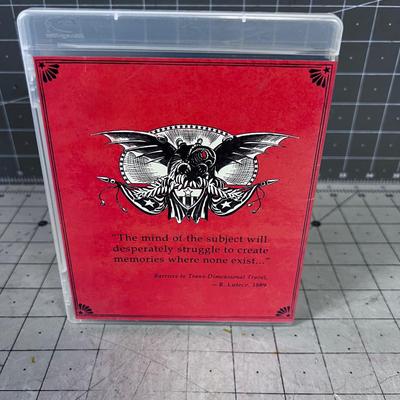 "The mind of the subject will
desperately struggle to create
memories where none exist..."
Barriers to Trans-Dimensional Travel,
— R. Lutece, 1889